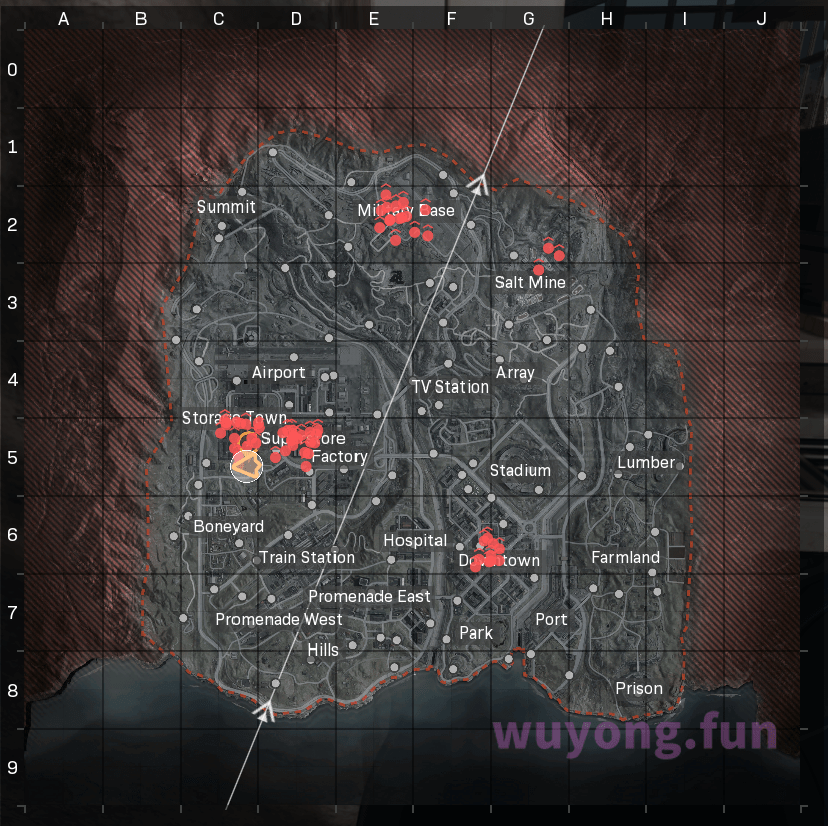 A B C D E F G H I J
0
1
2
3
4
5
6
7
8
9
Summit
Military Base
Salt Mine
Airport
TV Station
Array
Storage Town
Superstore
Factory
Stadium
Lumber
Boneyard
Hospital
Train Station
Downtown
Farmland
Promenade East
Promenade West
Park
Port
Hills
Prison
wuyong.fun